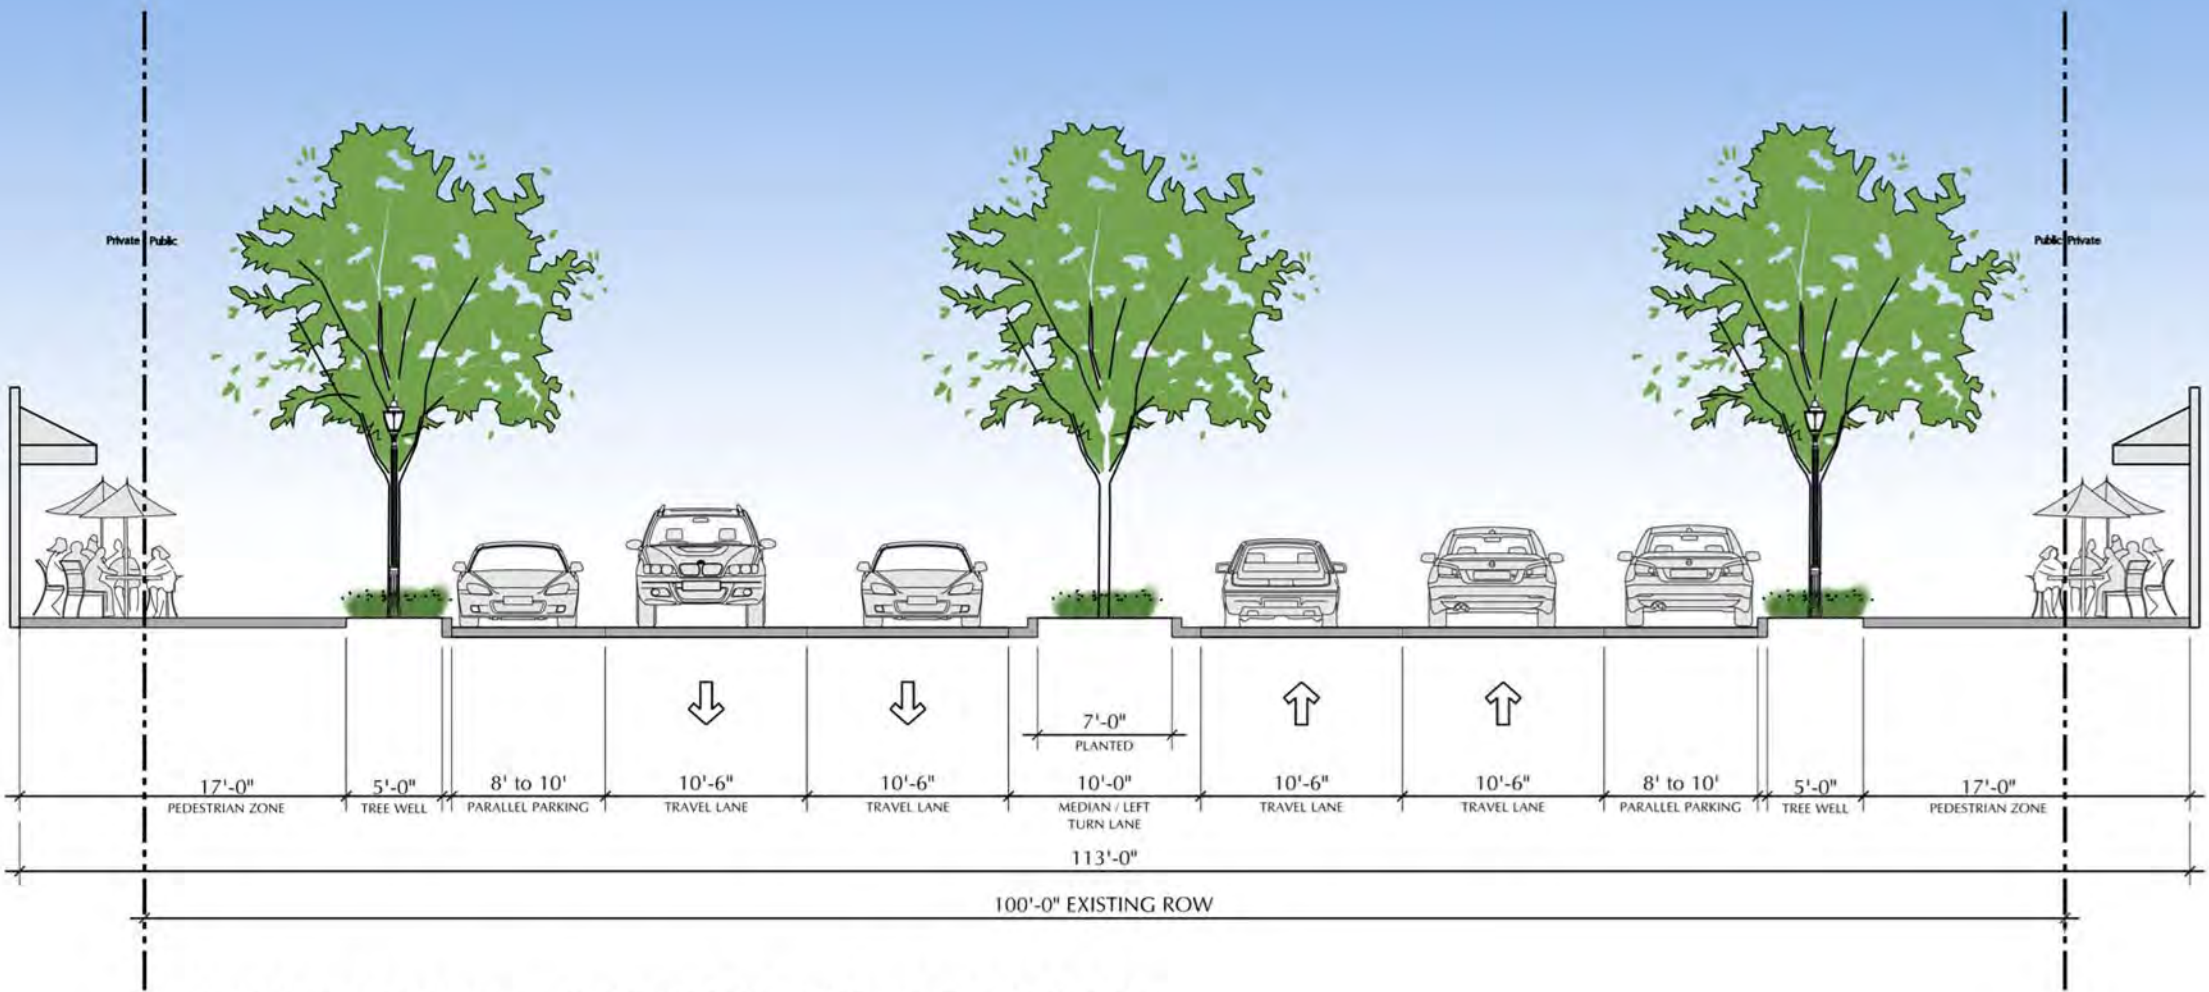 Private Public
Public Private
7'-0"
PLANTED
17'-0"
PEDESTRIAN ZONE
5'-0"
TREE WELL
8' to 10'
PARALLEL PARKING
10'-6"
TRAVEL LANE
10'-6"
TRAVEL LANE
10'-0"
MEDIAN / LEFT
TURN LANE
10'-6"
TRAVEL LANE
10'-6"
TRAVEL LANE
8' to 10'
PARALLEL PARKING
5'-0"
TREE WELL
17'-0"
PEDESTRIAN ZONE
113'-0"
100'-0" EXISTING ROW